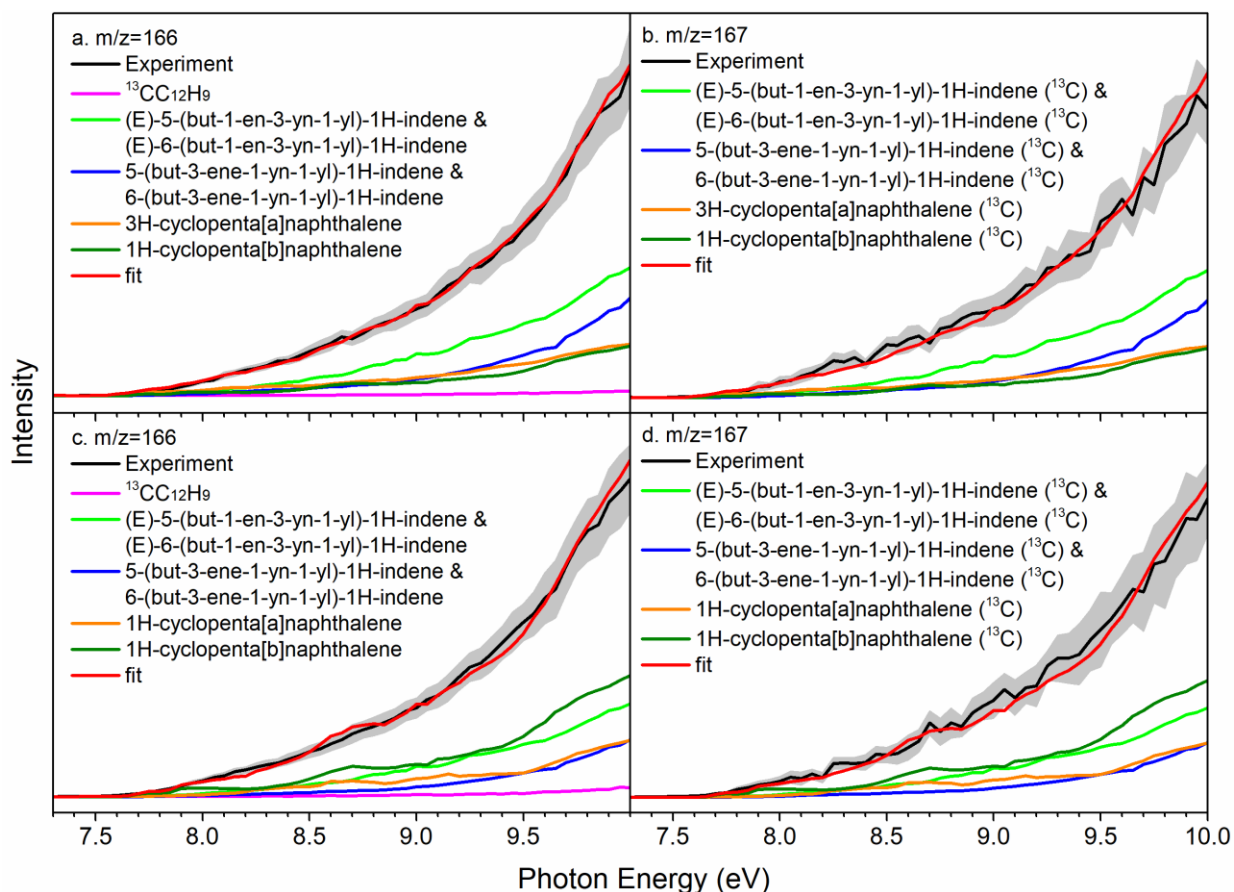 a. m/z=166
Experiment
¹³CC₁₂H₉
(E)-5-(but-1-en-3-yn-1-yl)-1H-indene &
(E)-6-(but-1-en-3-yn-1-yl)-1H-indene
5-(but-3-ene-1-yn-1-yl)-1H-indene &
6-(but-3-ene-1-yn-1-yl)-1H-indene
3H-cyclopenta[a]naphthalene
1H-cyclopenta[b]naphthalene
fit
b. m/z=167
Experiment
(E)-5-(but-1-en-3-yn-1-yl)-1H-indene (¹³C) &
(E)-6-(but-1-en-3-yn-1-yl)-1H-indene (¹³C)
5-(but-3-ene-1-yn-1-yl)-1H-indene (¹³C) &
6-(but-3-ene-1-yn-1-yl)-1H-indene (¹³C)
3H-cyclopenta[a]naphthalene (¹³C)
1H-cyclopenta[b]naphthalene (¹³C)
fit
c. m/z=166
Experiment
¹³CC₁₂H₉
(E)-5-(but-1-en-3-yn-1-yl)-1H-indene &
(E)-6-(but-1-en-3-yn-1-yl)-1H-indene
5-(but-3-ene-1-yn-1-yl)-1H-indene &
6-(but-3-ene-1-yn-1-yl)-1H-indene
1H-cyclopenta[a]naphthalene
1H-cyclopenta[b]naphthalene
fit
d. m/z=167
Experiment
(E)-5-(but-1-en-3-yn-1-yl)-1H-indene (¹³C) &
(E)-6-(but-1-en-3-yn-1-yl)-1H-indene (¹³C)
5-(but-3-ene-1-yn-1-yl)-1H-indene (¹³C) &
6-(but-3-ene-1-yn-1-yl)-1H-indene (¹³C)
1H-cyclopenta[a]naphthalene (¹³C)
1H-cyclopenta[b]naphthalene (¹³C)
fit
Intensity
7.5 8.0 8.5 9.0 9.5 7.5 8.0 8.5 9.0 9.5 10.0
Photon Energy (eV)